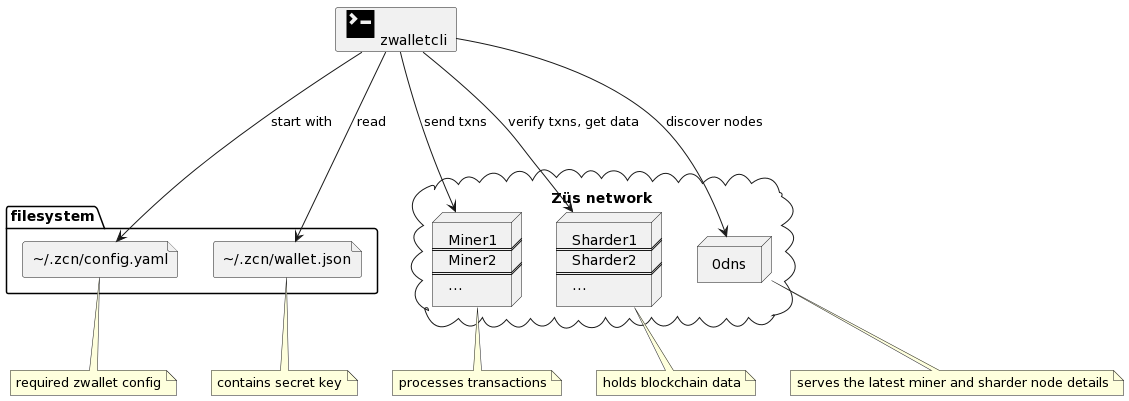 zwalletcli
start with
read
send txns
verify txns, get data
discover nodes
filesystem
Züs network
~/.zcn/config.yaml
~/.zcn/wallet.json
Miner1
Miner2
...
Sharder1
Sharder2
...
0dns
required zwallet config
contains secret key
processes transactions
holds blockchain data
serves the latest miner and sharder node details